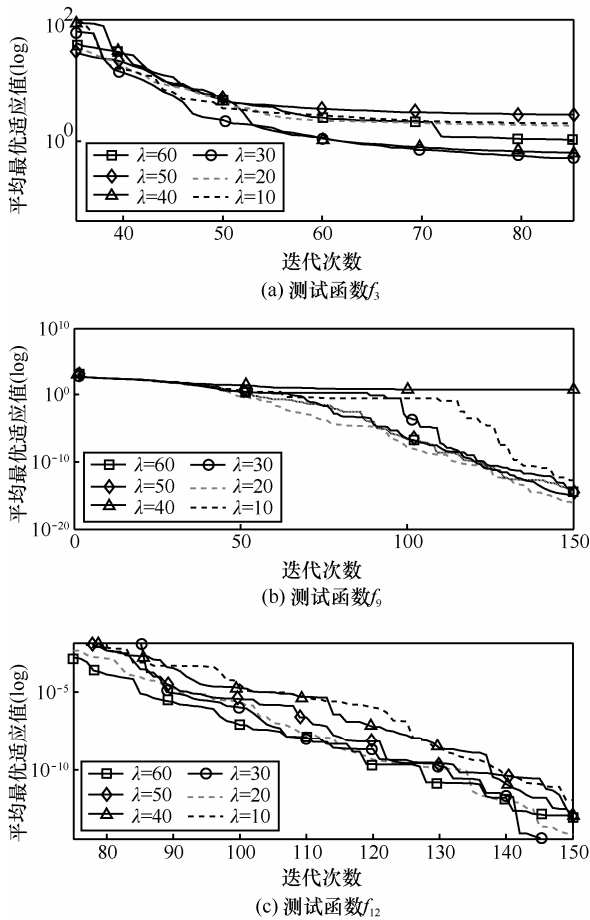 10²
10⁰
平均最优适应值(log)
λ=60 λ=30
λ=50 λ=20
λ=40 λ=10
40 50 60 70 80
迭代次数
(a) 测试函数f₃
10¹⁰
10⁰
10⁻¹⁰
10⁻²⁰
平均最优适应值(log)
λ=60 λ=30
λ=50 λ=20
λ=40 λ=10
0 50 100 150
迭代次数
(b) 测试函数f₉
10⁻⁵
10⁻¹⁰
平均最优适应值(log)
λ=60 λ=30
λ=50 λ=20
λ=40 λ=10
80 90 100 110 120 130 140 150
迭代次数
(c) 测试函数f₁₂